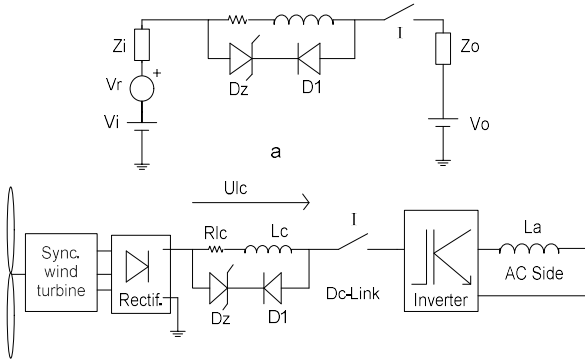 Zi
Vr
+
Vi
Dz
D1
I
Zo
Vo
a
Ulc
Rlc
Lc
I
La
Sync.
wind
turbine
Rectif.
Dz
D1
Dc-Link
Inverter
AC Side